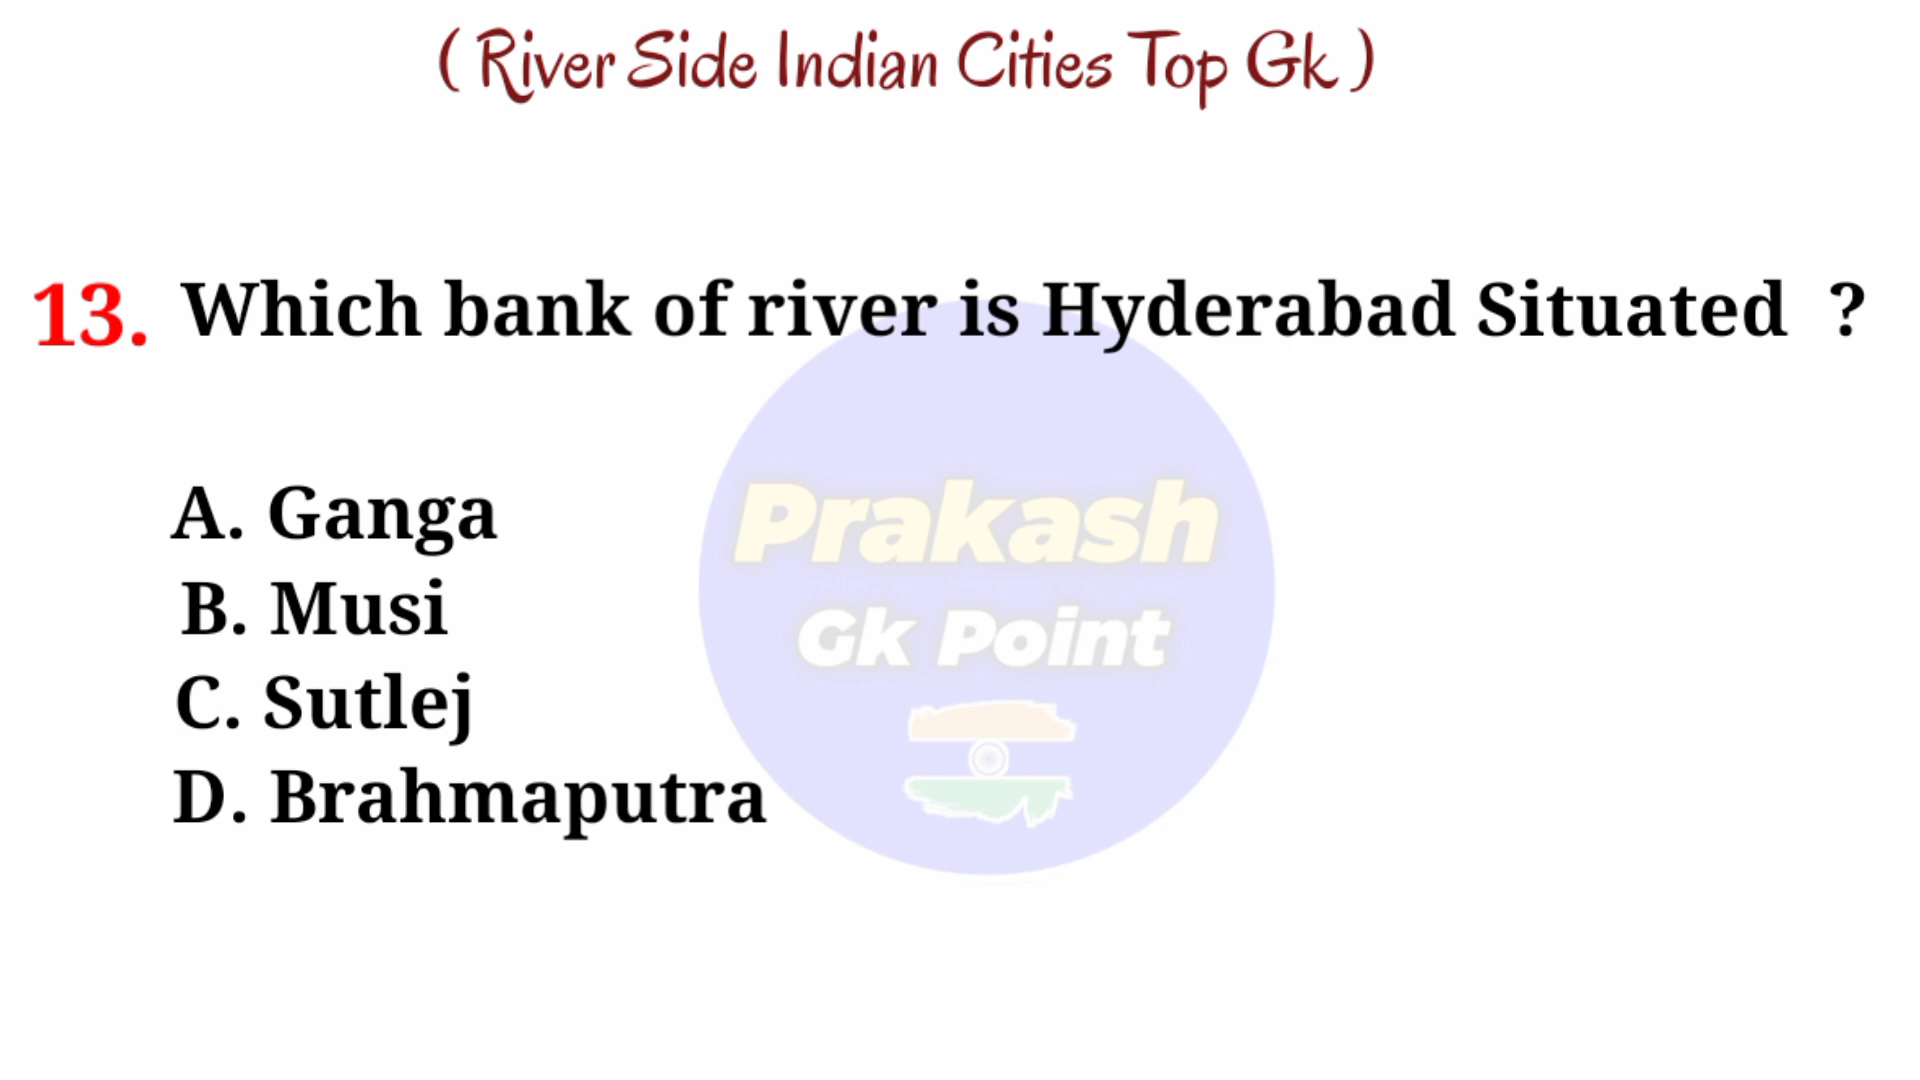 ( River Side Indian Cities Top Gk )
13. Which bank of river is Hyderabad Situated ?
A. Ganga
B. Musi
C. Sutlej
D. Brahmaputra
Prakash
Gk Point